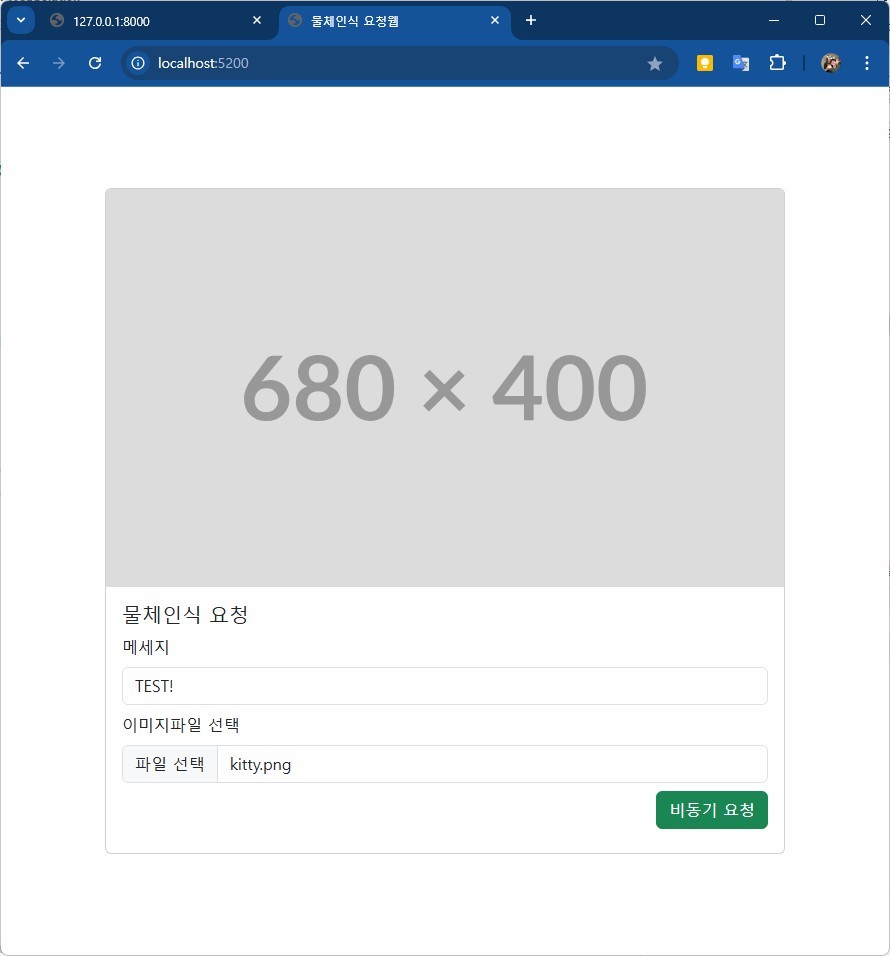 127.0.0.1:8000
물체인식 요청웹
localhost:5200
680 × 400
물체인식 요청
메세지
TEST!
이미지파일 선택
파일 선택 kitty.png
비동기 요청